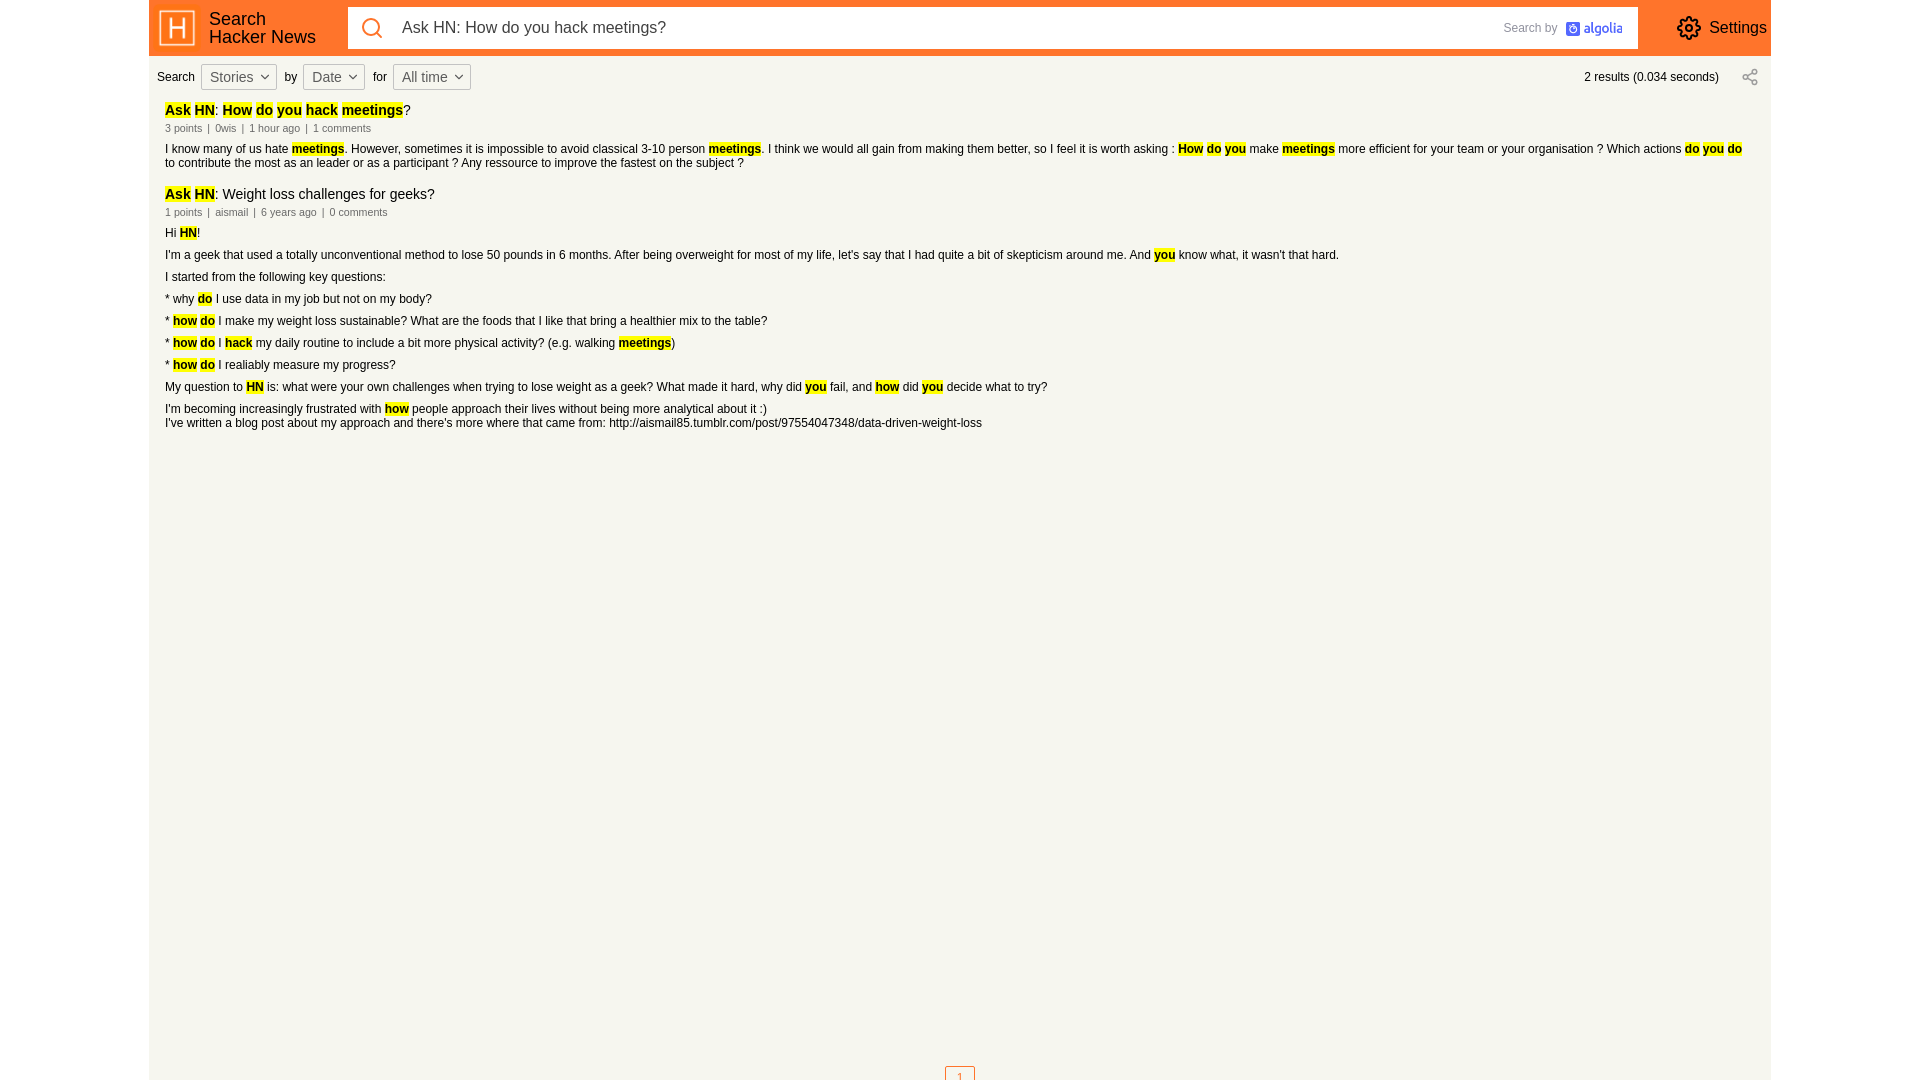 Search
Hacker News
Ask HN: How do you hack meetings?
Search by algolia
Settings
Search Stories by Date for All time
2 results (0.034 seconds)
Ask HN: How do you hack meetings?
3 points | 0wis | 1 hour ago | 1 comments
I know many of us hate meetings. However, sometimes it is impossible to avoid classical 3-10 person meetings. I think we would all gain from making them better, so I feel it is worth asking : How do you make meetings more efficient for your team or your organisation ? Which actions do you do
to contribute the most as an leader or as a participant ? Any ressource to improve the fastest on the subject ?
Ask HN: Weight loss challenges for geeks?
1 points | aismail | 6 years ago | 0 comments
Hi HN!
I'm a geek that used a totally unconventional method to lose 50 pounds in 6 months. After being overweight for most of my life, let's say that I had quite a bit of skepticism around me. And you know what, it wasn't that hard.
I started from the following key questions:
* why do I use data in my job but not on my body?
* how do I make my weight loss sustainable? What are the foods that I like that bring a healthier mix to the table?
* how do I hack my daily routine to include a bit more physical activity? (e.g. walking meetings)
* how do I realiably measure my progress?
My question to HN is: what were your own challenges when trying to lose weight as a geek? What made it hard, why did you fail, and how did you decide what to try?
I'm becoming increasingly frustrated with how people approach their lives without being more analytical about it :)
I've written a blog post about my approach and there's more where that came from: http://aismail85.tumblr.com/post/97554047348/data-driven-weight-loss
1